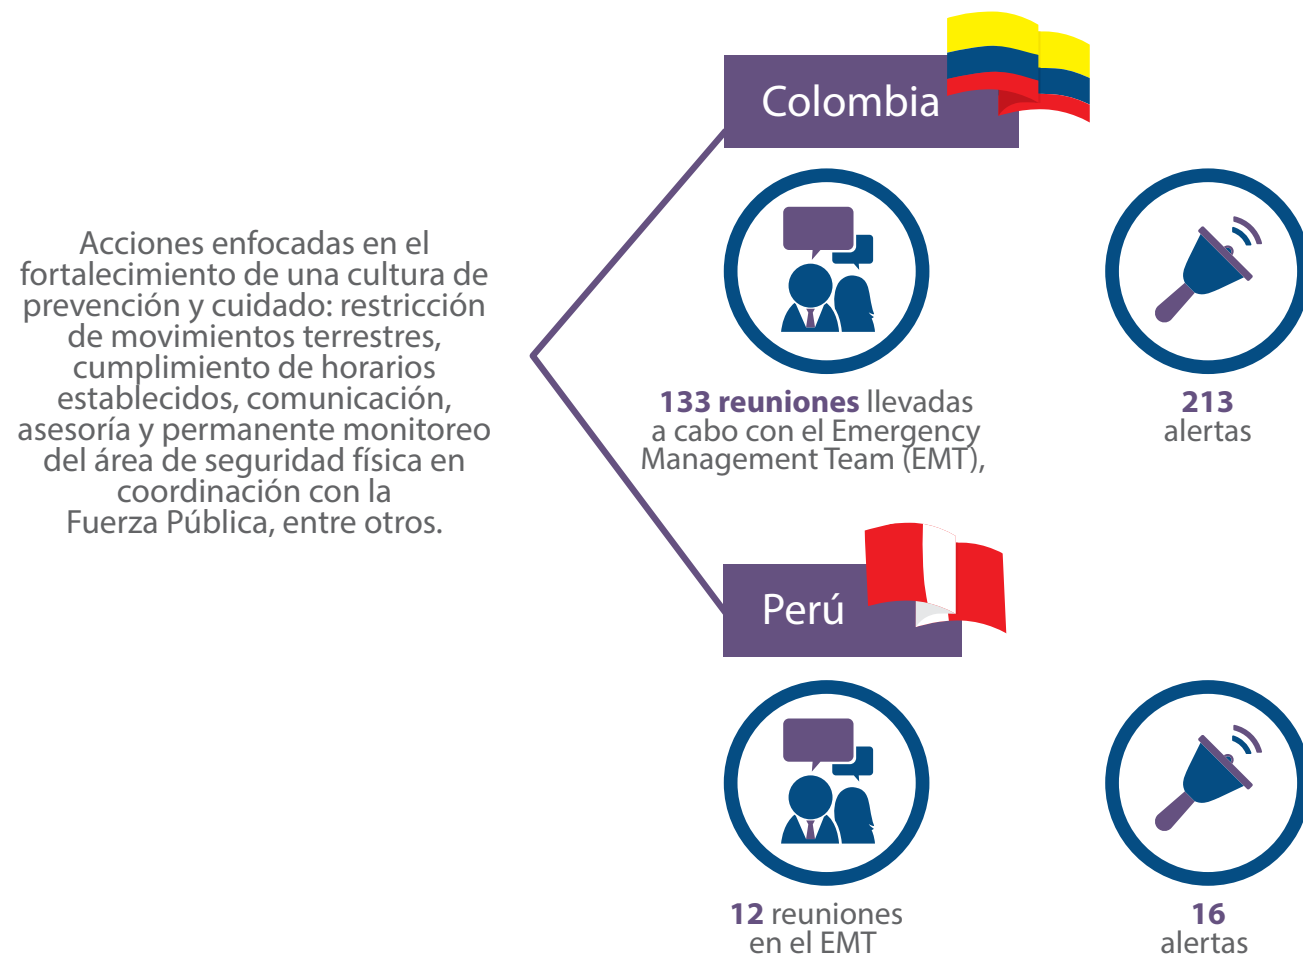 Acciones enfocadas en el
fortalecimiento de una cultura de
prevención y cuidado: restricción
de movimientos terrestres,
cumplimiento de horarios
establecidos, comunicación,
asesoría y permanente monitoreo
del área de seguridad física en
coordinación con la
Fuerza Pública, entre otros.
Colombia
133 reuniones llevadas
a cabo con el Emergency
Management Team (EMT),
213
alertas
Perú
12 reuniones
en el EMT
16
alertas